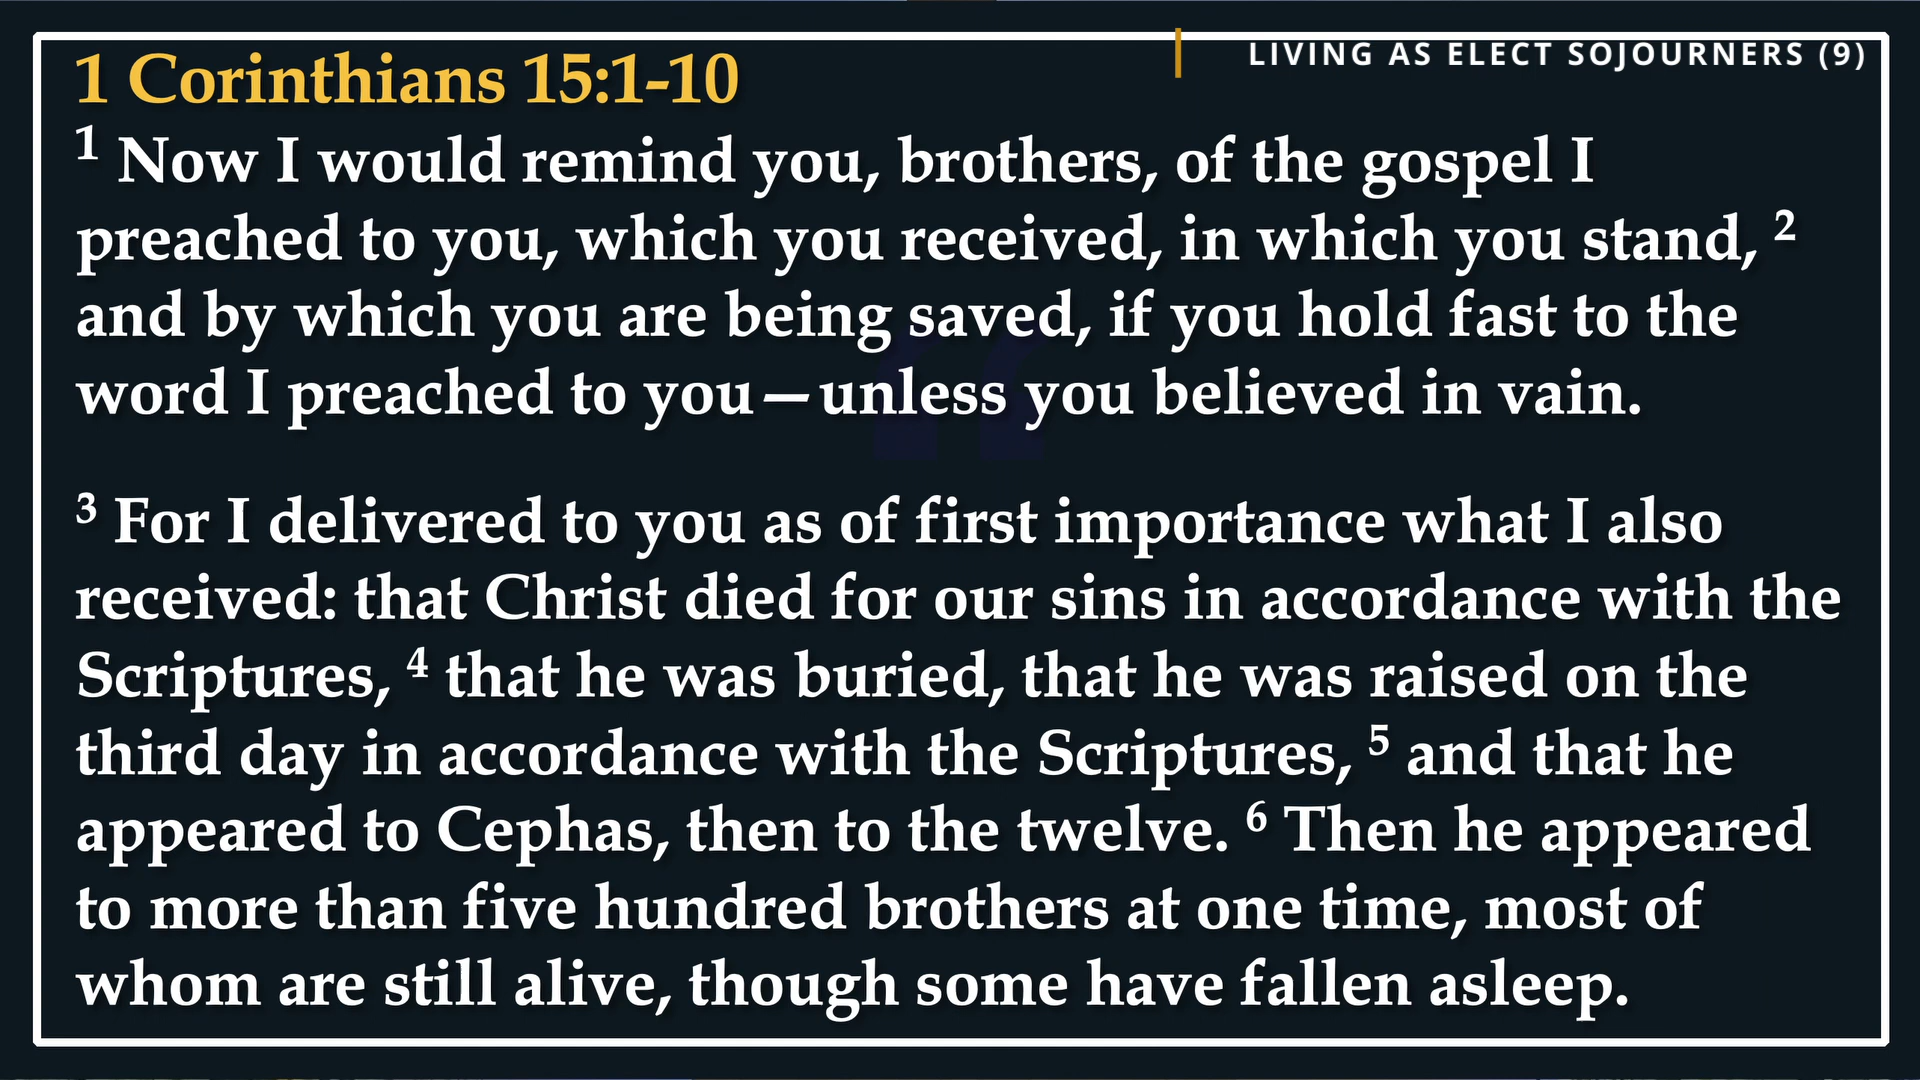 LIVING AS ELECT SOJOURNERS (9)
1 Corinthians 15:1-10
1 Now I would remind you, brothers, of the gospel I
preached to you, which you received, in which you stand, 2
and by which you are being saved, if you hold fast to the
word I preached to you—unless you believed in vain.
3 For I delivered to you as of first importance what I also
received: that Christ died for our sins in accordance with the
Scriptures, 4 that he was buried, that he was raised on the
third day in accordance with the Scriptures, 5 and that he
appeared to Cephas, then to the twelve. 6 Then he appeared
to more than five hundred brothers at one time, most of
whom are still alive, though some have fallen asleep.